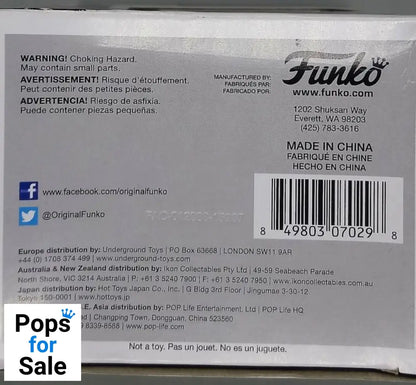 WARNING! Choking Hazard.
May contain small parts.
AVERTISSEMENT! Risque d'étouffement.
Peut contenir des petites pièces.
ADVERTENCIA! Riesgo de asfixia.
Puede contener piezas pequeñas.
MANUFACTURED BY:
FABRIQUÉS PAR:
FABRICADO POR:
Funko
www.funko.com
1202 Shuksan Way
Everett, WA 98203
(425) 783-3616
MADE IN CHINA
FABRIQUÉ EN CHINE
HECHO EN CHINA
www.facebook.com/originalfunko
@OriginalFunko
8 49803 07029 8
Europe distribution by: Underground Toys | PO Box 63668 | LONDON SW11 9AR
+44 (0) 1708 374 499 | www.undergroundtoys.com
Australia & New Zealand distribution by: Ikon Collectables Pty Ltd | 49-59 Seabeach Parade
North Shore, VIC 3214 Australia | P: +61 3 5240 7900 F: +61 3 5240 7950 | www.ikoncollectables.com.au
Japan distribution by: Hot Toys Japan Co., Inc. | G Bldg 3rd Floor | Jingumae 3-30-12
Tokyo 150-0001 | www.hottoys.jp
.E. Asia distribution by: POP Life Entertainment, Ltd | POP Life HQ
Road | Changping Town, Dongguan, China 523560
9 8339-8568 | www.pop-life.com
Not a toy. Pas un jouet. No es un juguete.
Pops
for
Sale